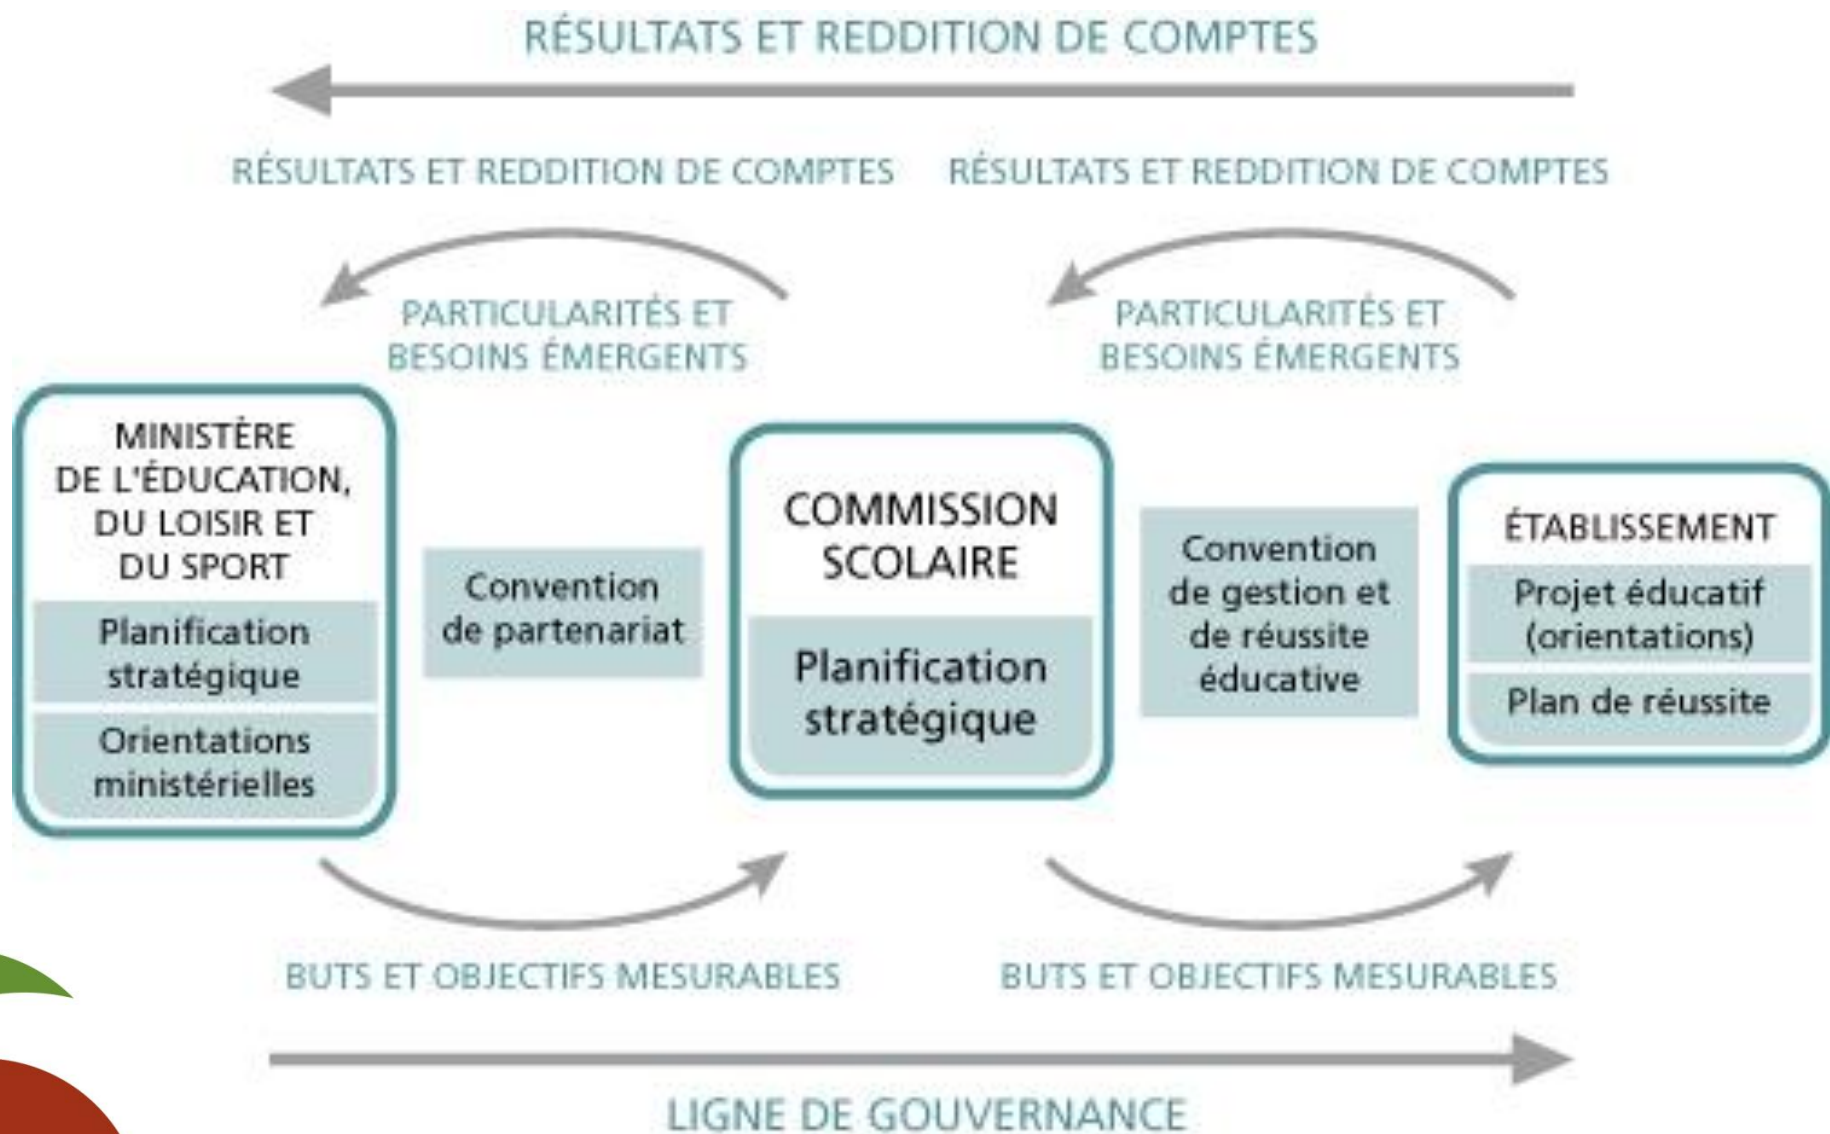 RÉSULTATS ET REDDITION DE COMPTES
RÉSULTATS ET REDDITION DE COMPTES
RÉSULTATS ET REDDITION DE COMPTES
PARTICULARITÉS ET
BESOINS ÉMERGENTS
PARTICULARITÉS ET
BESOINS ÉMERGENTS
MINISTÈRE
DE L'ÉDUCATION,
DU LOISIR ET
DU SPORT
Planification
stratégique
Orientations
ministérielles
Convention
de partenariat
COMMISSION
SCOLAIRE
Planification
stratégique
Convention
de gestion et
de réussite
éducative
ÉTABLISSEMENT
Projet éducatif
(orientations)
Plan de réussite
BUTS ET OBJECTIFS MESURABLES
BUTS ET OBJECTIFS MESURABLES
LIGNE DE GOUVERNANCE